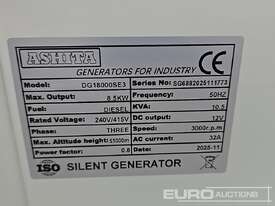 ASHITA CE
GENERATORS FOR INDUSTRY
Model: DG18000SE3 Series No: SG6882025111773
Max. Output: 8.5KW Frequency: 50HZ
Fuel: DIESEL KVA: 10.5
Rated Voltage: 240V/415V DC output: 12V
Phase: THREE Speed: 3000r.p.m
Max. Altitude height: ≤1000m AC current: 32A
Power factor: 0.8 Date: 2025-11
ISO SILENT GENERATOR
EURO AUCTIONS